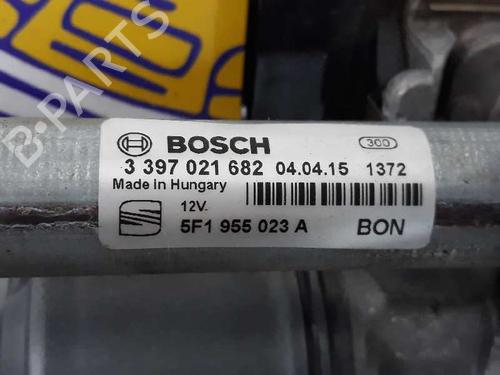 B-PARTS
BOSCH
300
3 397 021 682 04.04.15 1372
Made in Hungary
12V.
5F1 955 023 A BON